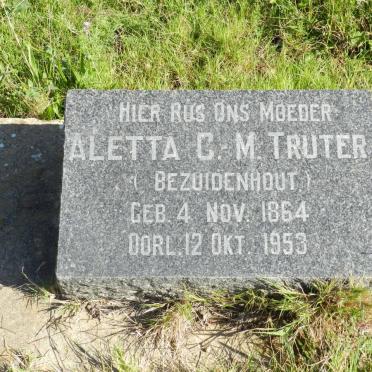 HIER RUS ONS MOEDER
ALETTA C. M. TRUTER
( BEZUIDENHOUT )
GEB. 4 NOV. 1864
OORL. 12 OKT. 1953